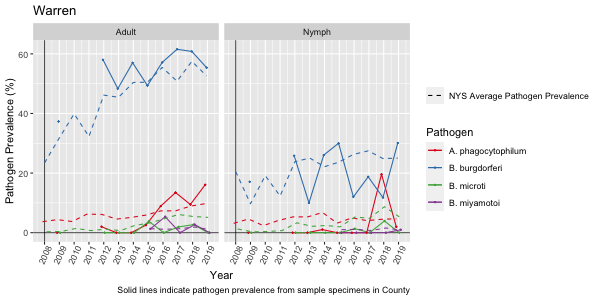 Warren
Adult
Nymph
Pathogen Prevalence (%)
60
40
20
0
2008 2009 2010 2011 2012 2013 2014 2015 2016 2017 2018 2019
2008 2009 2010 2011 2012 2013 2014 2015 2016 2017 2018 2019
Year
Solid lines indicate pathogen prevalence from sample specimens in County
NYS Average Pathogen Prevalence
Pathogen
A. phagocytophilum
B. burgdorferi
B. microti
B. miyamotoi